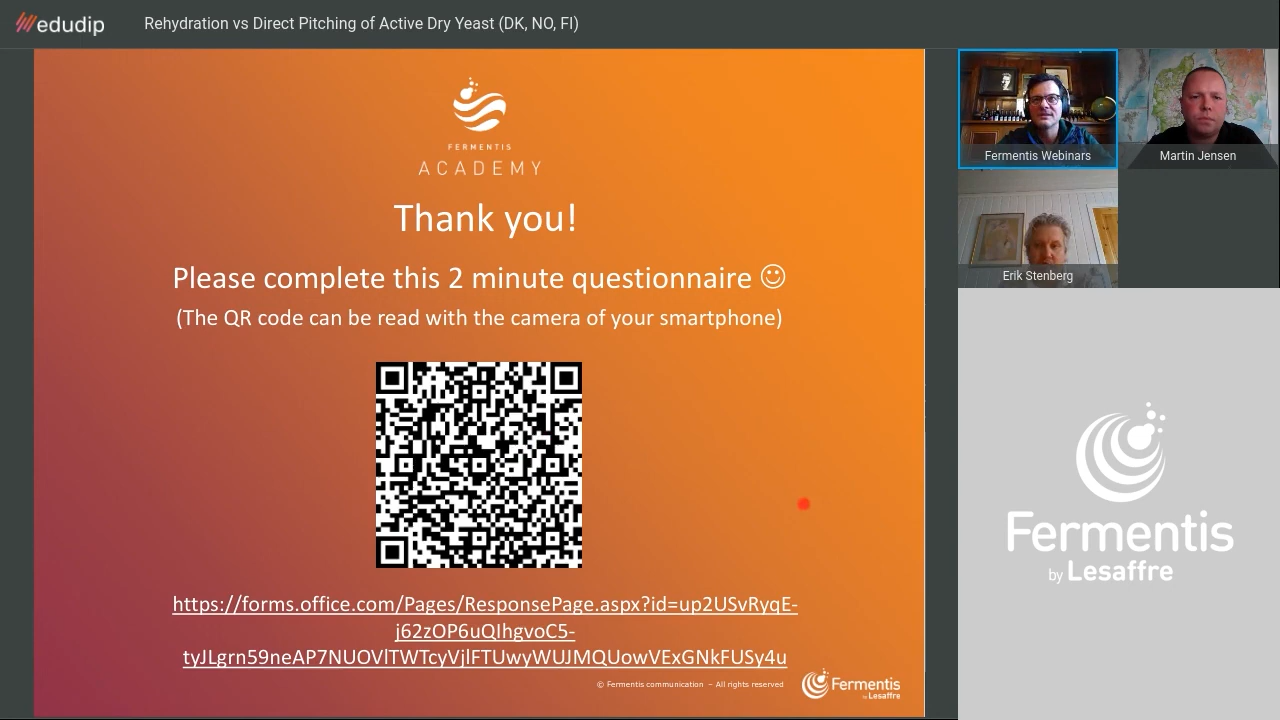 edudip
Rehydration vs Direct Pitching of Active Dry Yeast (DK, NO, FI)
FERMENTIS
ACADEMY
Thank you!
Please complete this 2 minute questionnaire ☺
(The QR code can be read with the camera of your smartphone)
https://forms.office.com/Pages/ResponsePage.aspx?id=up2USvRyqE-
j62zOP6uQIhgvoC5-
tyJLgrn59neAP7NUOVlTWTcyVjlFTUwyWUJMQUowVExGNkFUSy4u
© Fermentis communication – All rights reserved
Fermentis
by Lesaffre
Fermentis Webinars
Martin Jensen
Erik Stenberg
Fermentis
by Lesaffre